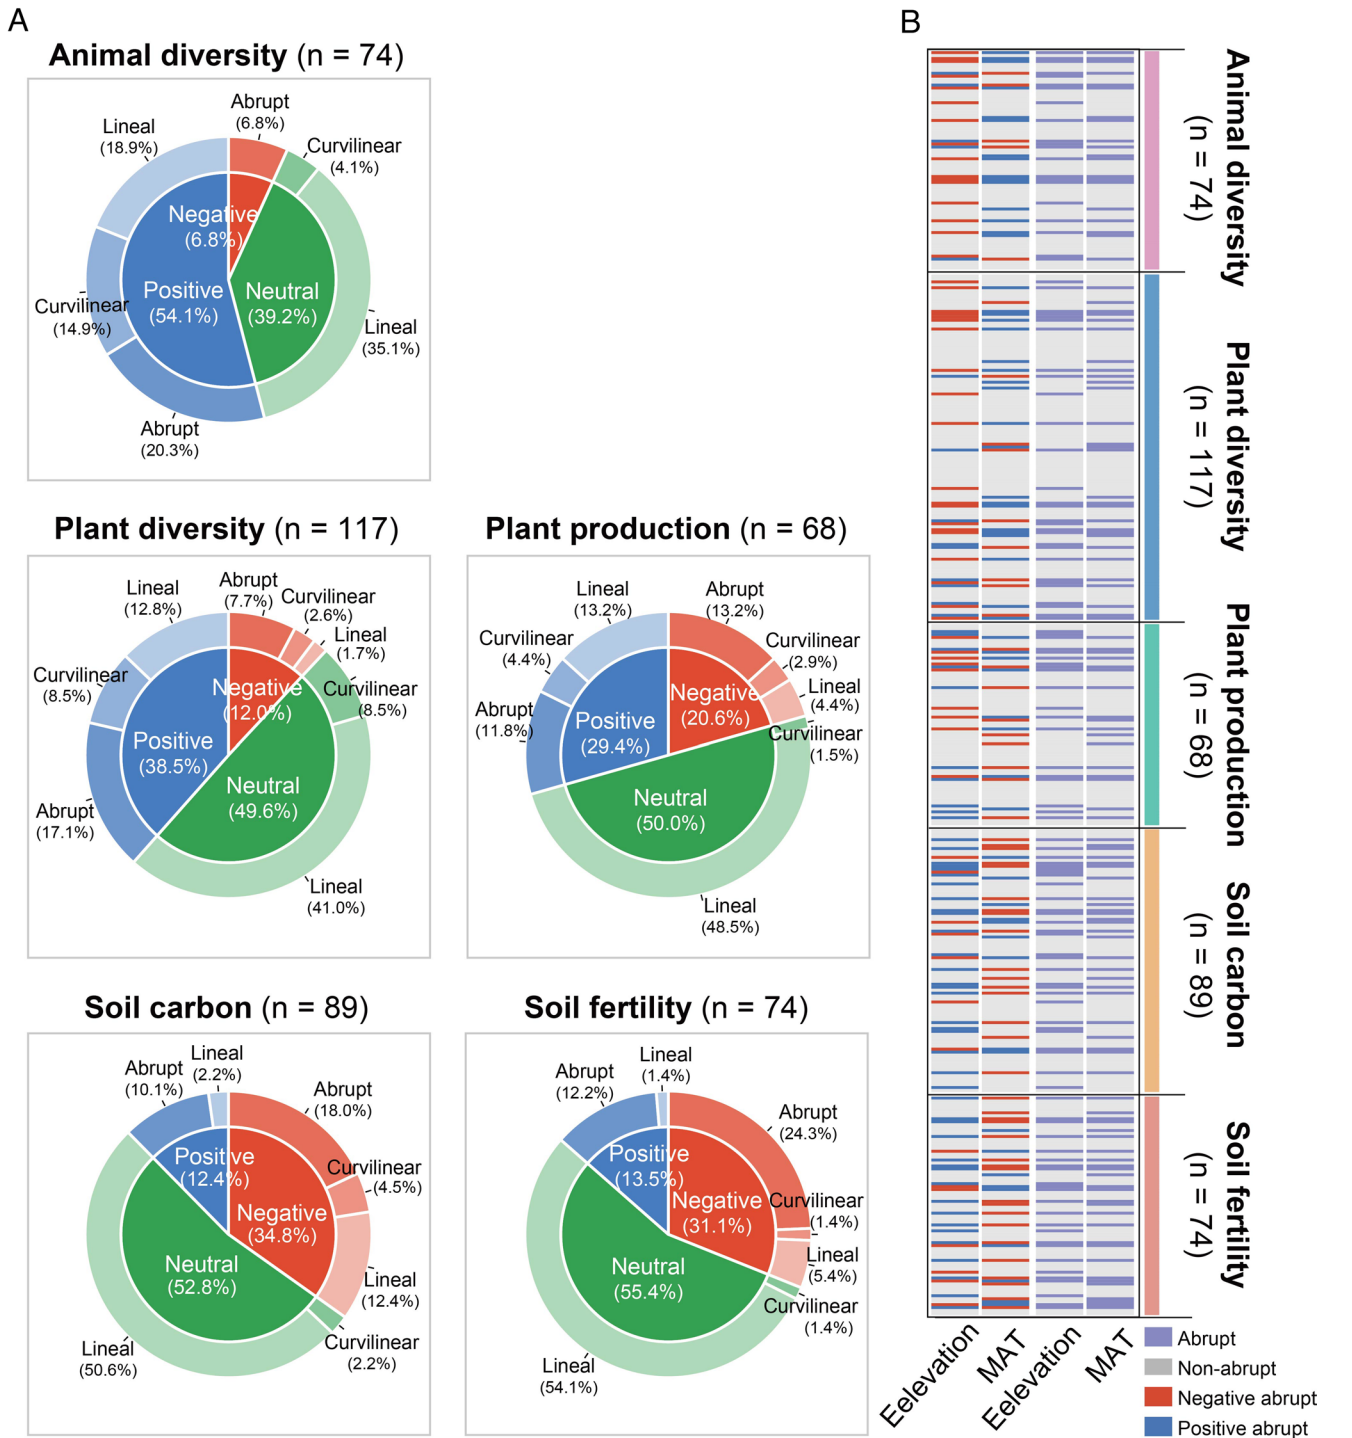 A
Animal diversity (n = 74)
Abrupt
(6.8%)
Curvilinear
(4.1%)
Lineal
(18.9%)
Negative
(6.8%)
Positive
(54.1%)
Neutral
(39.2%)
Curvilinear
(14.9%)
Lineal
(35.1%)
Abrupt
(20.3%)
Plant diversity (n = 117)
Lineal
(12.8%)
Abrupt
(7.7%)
Curvilinear
(2.6%)
Lineal
(1.7%)
Curvilinear
(8.5%)
Curvilinear
(8.5%)
Negative
(12.0%)
Positive
(38.5%)
Neutral
(49.6%)
Abrupt
(17.1%)
Lineal
(41.0%)
Plant production (n = 68)
Lineal
(13.2%)
Abrupt
(13.2%)
Curvilinear
(4.4%)
Curvilinear
(2.9%)
Lineal
(4.4%)
Negative
(20.6%)
Abrupt
(11.8%)
Positive
(29.4%)
Curvilinear
(1.5%)
Neutral
(50.0%)
Lineal
(48.5%)
Soil carbon (n = 89)
Lineal
(2.2%)
Abrupt
(10.1%)
Abrupt
(18.0%)
Positive
(12.4%)
Curvilinear
(4.5%)
Negative
(34.8%)
Neutral
(52.8%)
Lineal
(12.4%)
Curvilinear
(2.2%)
Lineal
(50.6%)
Soil fertility (n = 74)
Lineal
(1.4%)
Abrupt
(12.2%)
Abrupt
(24.3%)
Positive
(13.5%)
Negative
(31.1%)
Curvilinear
(1.4%)
Neutral
(55.4%)
Lineal
(5.4%)
Curvilinear
(1.4%)
Lineal
(54.1%)
B
Animal diversity
(n = 74)
Plant diversity
(n = 117)
Plant production
(n = 68)
Soil carbon
(n = 89)
Soil fertility
(n = 74)
Eelevation
MAT
Eelevation
MAT
Abrupt
Non-abrupt
Negative abrupt
Positive abrupt